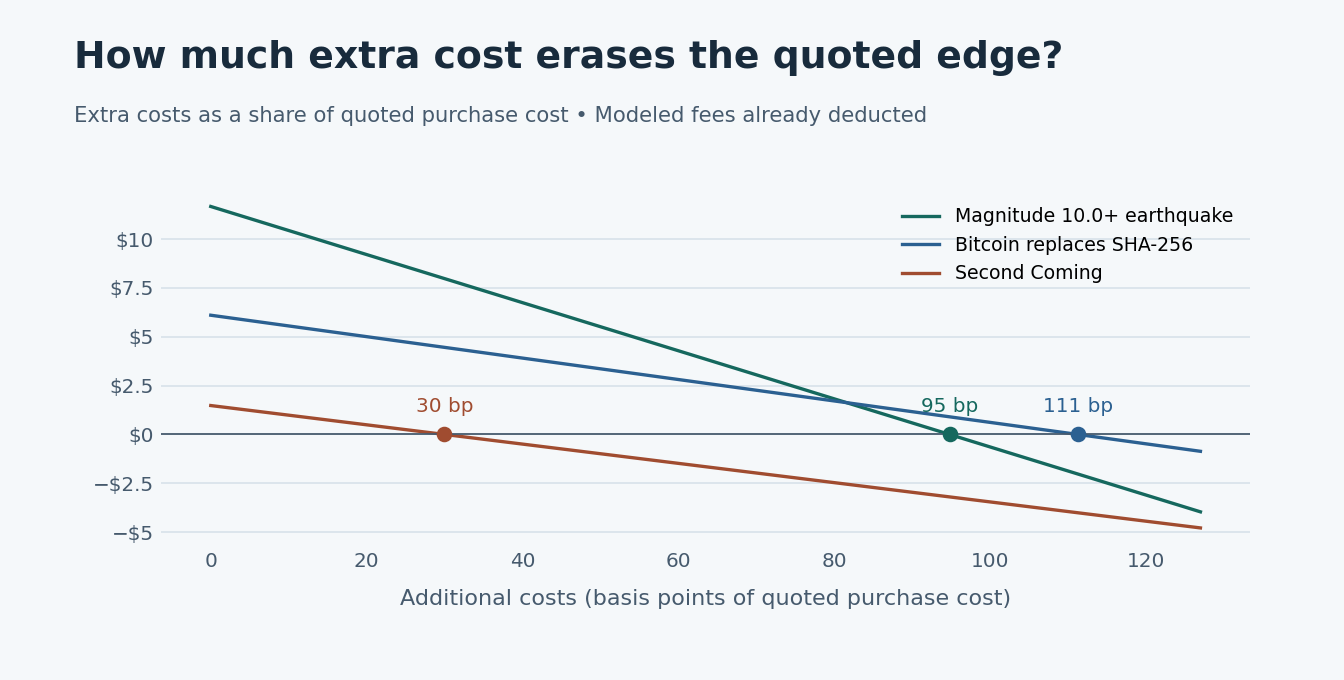 How much extra cost erases the quoted edge?
Extra costs as a share of quoted purchase cost • Modeled fees already deducted
Magnitude 10.0+ earthquake
Bitcoin replaces SHA-256
Second Coming
$10
$7.5
$5
$2.5
$0
−$2.5
−$5
30 bp
95 bp
111 bp
0 20 40 60 80 100 120
Additional costs (basis points of quoted purchase cost)